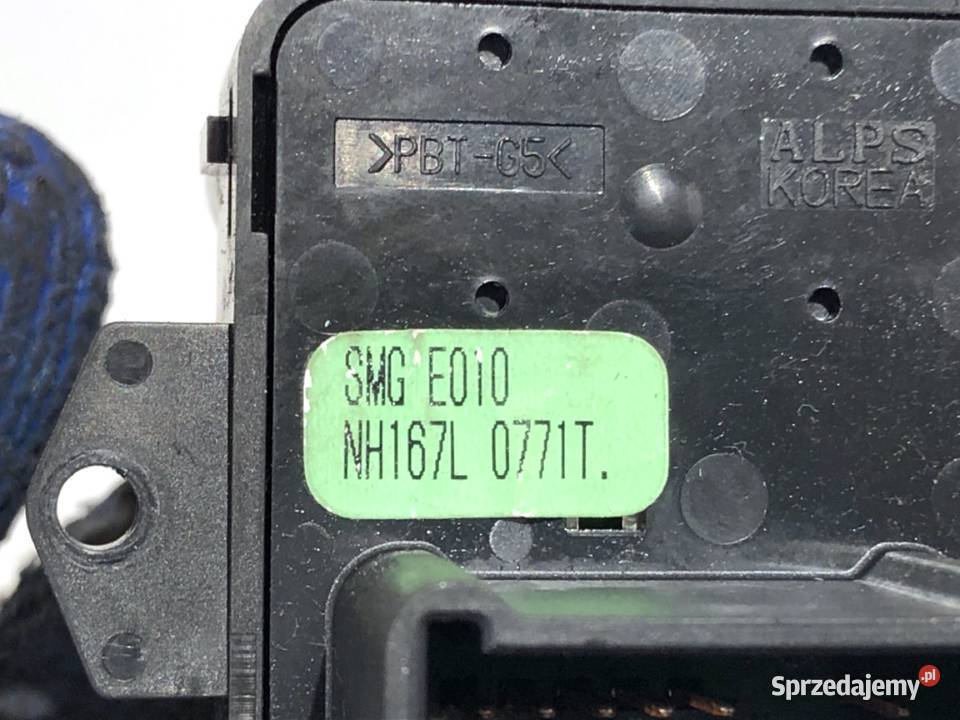 >PBT-G5<
ALPS
KOREA
SMG E010
NH167L 0771T.
Sprzedajemy.pl